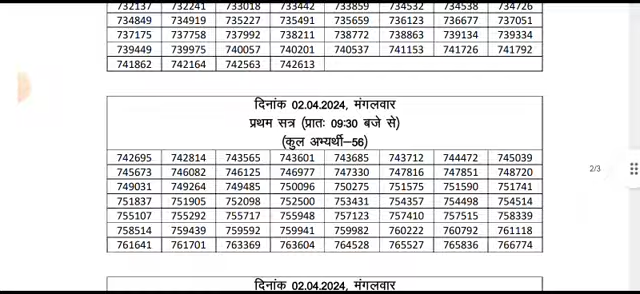 732137 732241 733018 733442 733859 734532 734538 734726
734849 734919 735227 735491 735659 736123 736677 737051
737175 737758 737992 738211 738772 738863 739134 739334
739449 739975 740057 740201 740537 741153 741726 741792
741862 742164 742563 742613
दिनांक 02.04.2024, मंगलवार
प्रथम सत्र (प्रातः 09:30 बजे से)
(कुल अभ्यर्थी–56)
742695 742814 743565 743601 743685 743712 744472 745039
745673 746082 746125 746977 747330 747816 747851 748720
749031 749264 749485 750096 750275 751575 751590 751741
751837 751905 752098 752500 753431 754357 754498 754514
755107 755292 755717 755948 757123 757410 757515 758339
758514 759439 759592 759941 759982 760222 760792 761118
761641 761701 763369 763604 764528 765527 765836 766774
2/3
दिनांक 02.04.2024, मंगलवार